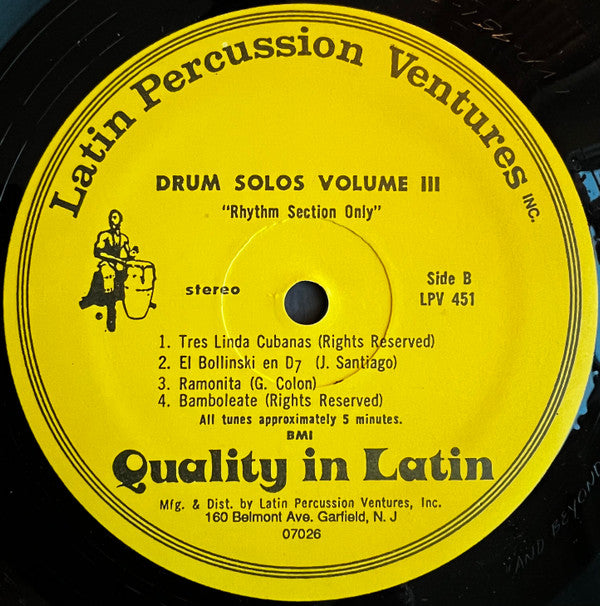 Latin Percussion Ventures INC.
DRUM SOLOS VOLUME III
"Rhythm Section Only"
stereo
Side B
LPV 451
1. Tres Linda Cubanas (Rights Reserved)
2. El Bollinski en D7 (J. Santiago)
3. Ramonita (G. Colon)
4. Bamboleate (Rights Reserved)
All tunes approximately 5 minutes.
BMI
Quality in Latin
Mfg. & Dist. by Latin Percussion Ventures, Inc.
160 Belmont Ave. Garfield, N. J
07026
AND BEYOND